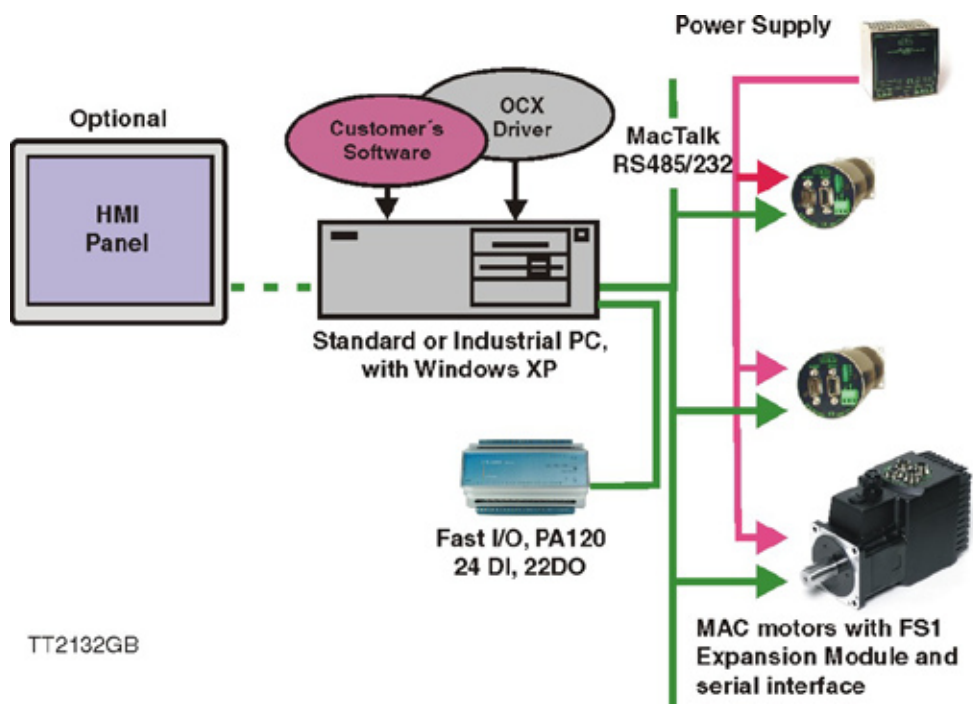 Power Supply
Optional
Customer´s
Software
OCX
Driver
MacTalk
RS485/232
HMI
Panel
Standard or Industrial PC,
with Windows XP
Fast I/O, PA120
24 DI, 22DO
MAC motors with FS1
Expansion Module and
serial interface
TT2132GB